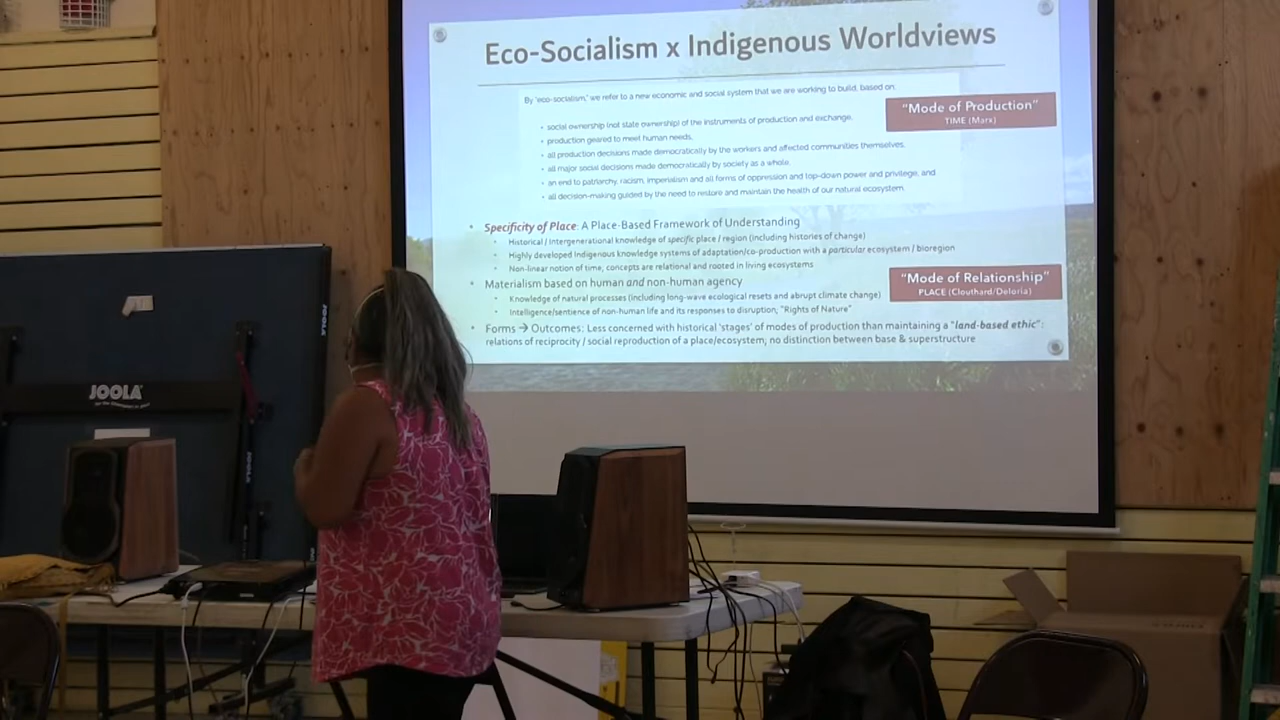 Eco-Socialism x Indigenous Worldviews
By 'eco-socialism,' we refer to a new economic and social system that we are working to build, based on:
• social ownership (not state ownership) of the instruments of production and exchange,
• production geared to meet human needs,
• all production decisions made democratically by the workers and affected communities themselves,
• all major social decisions made democratically by society as a whole,
• an end to patriarchy, racism, imperialism and all forms of oppression and top-down power and privilege, and
• all decision-making guided by the need to restore and maintain the health of our natural ecosystem.
"Mode of Production"
TIME (Marx)
• Specificity of Place: A Place-Based Framework of Understanding
• Historical / Intergenerational knowledge of specific place / region (including histories of change)
• Highly developed Indigenous knowledge systems of adaptation/co-production with a particular ecosystem / bioregion
• Non-linear notion of time, concepts are relational and rooted in living ecosystems
• Materialism based on human and non-human agency
• Knowledge of natural processes (including long-wave ecological resets and abrupt climate change)
• Intelligence/sentience of non-human life and its responses to disruption, "Rights of Nature"
"Mode of Relationship"
PLACE (Clouthard/Deloria)
• Forms → Outcomes: Less concerned with historical 'stages' of modes of production than maintaining a "land-based ethic":
relations of reciprocity / social reproduction of a place/ecosystem; no distinction between base & superstructure
JOOLA
JOOLA